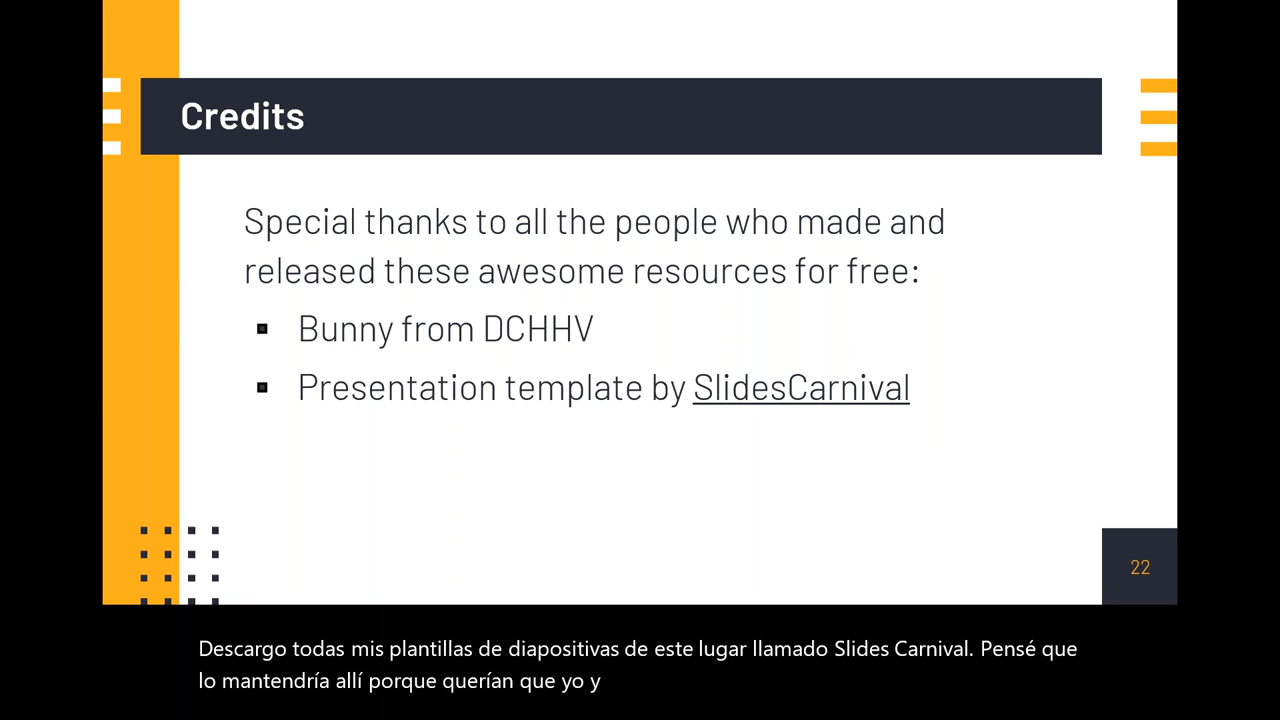 Credits
Special thanks to all the people who made and
released these awesome resources for free:
Bunny from DCHHV
Presentation template by SlidesCarnival
22
Descargo todas mis plantillas de diapositivas de este lugar llamado Slides Carnival. Pensé que
lo mantendría allí porque querían que yo y